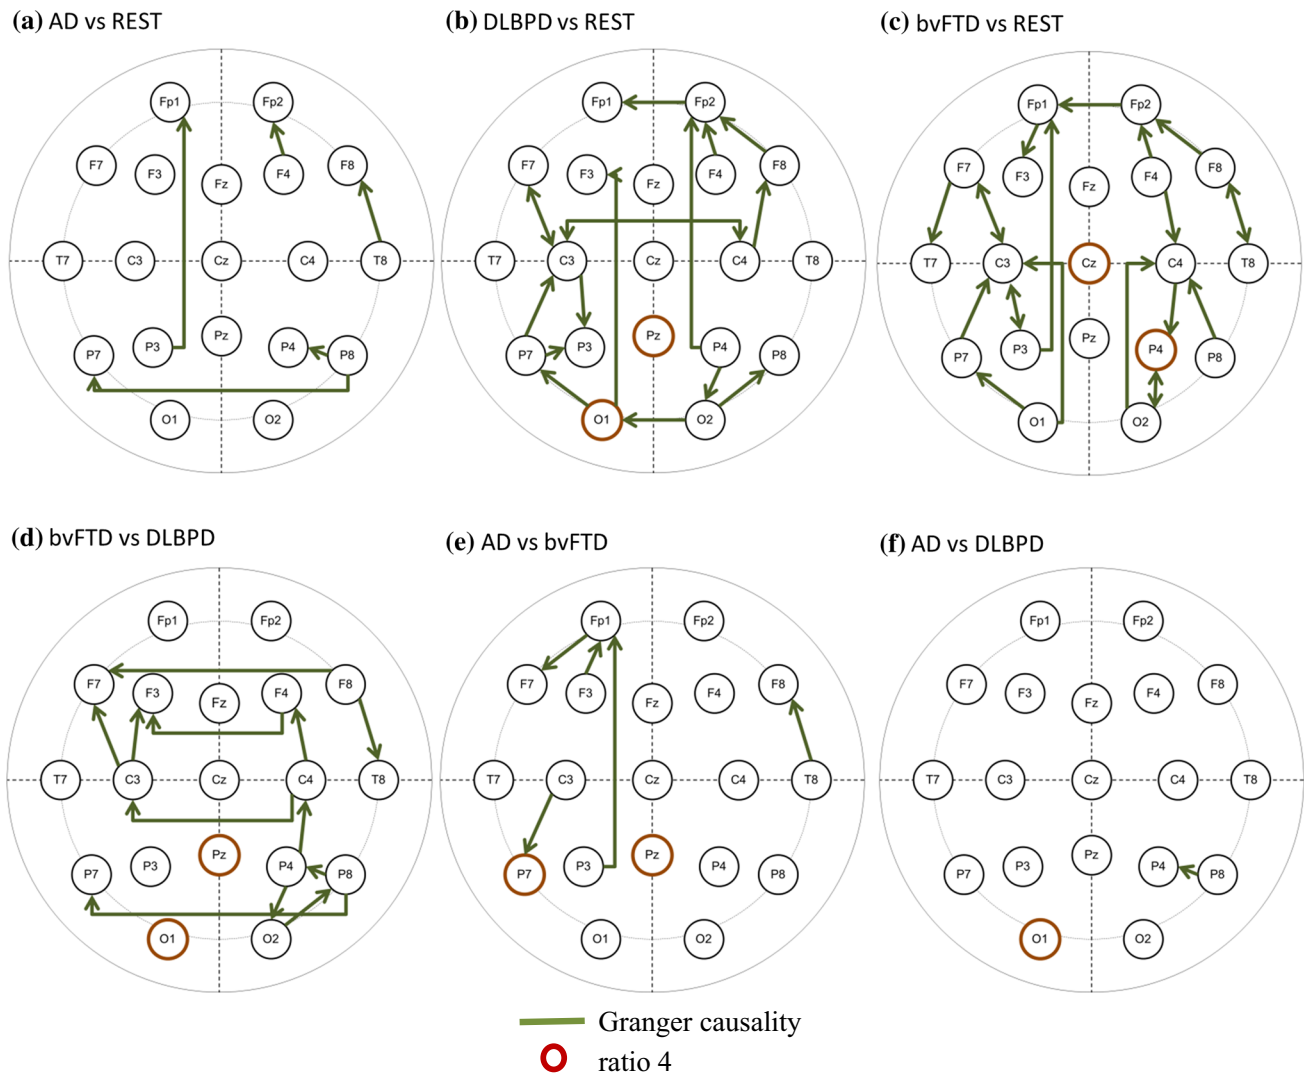 (a) AD vs REST
(b) DLBPD vs REST
(c) bvFTD vs REST
Fp1 Fp2 Fp1 Fp2 Fp1 Fp2
F7 F3 Fz F4 F8 F7 F3 Fz F4 F8 F7 F3 Fz F4 F8
T7 C3 Cz C4 T8 T7 C3 Cz C4 T8 T7 C3 Cz C4 T8
P7 P3 Pz P4 P8 P7 P3 Pz P4 P8 P7 P3 Pz P4 P8
O1 O2 O1 O2 O1 O2
(d) bvFTD vs DLBPD
(e) AD vs bvFTD
(f) AD vs DLBPD
Fp1 Fp2 Fp1 Fp2 Fp1 Fp2
F7 F3 Fz F4 F8 F7 F3 Fz F4 F8 F7 F3 Fz F4 F8
T7 C3 Cz C4 T8 T7 C3 Cz C4 T8 T7 C3 Cz C4 T8
P7 P3 Pz P4 P8 P7 P3 Pz P4 P8 P7 P3 Pz P4 P8
O1 O2 O1 O2 O1 O2
Granger causality
ratio 4